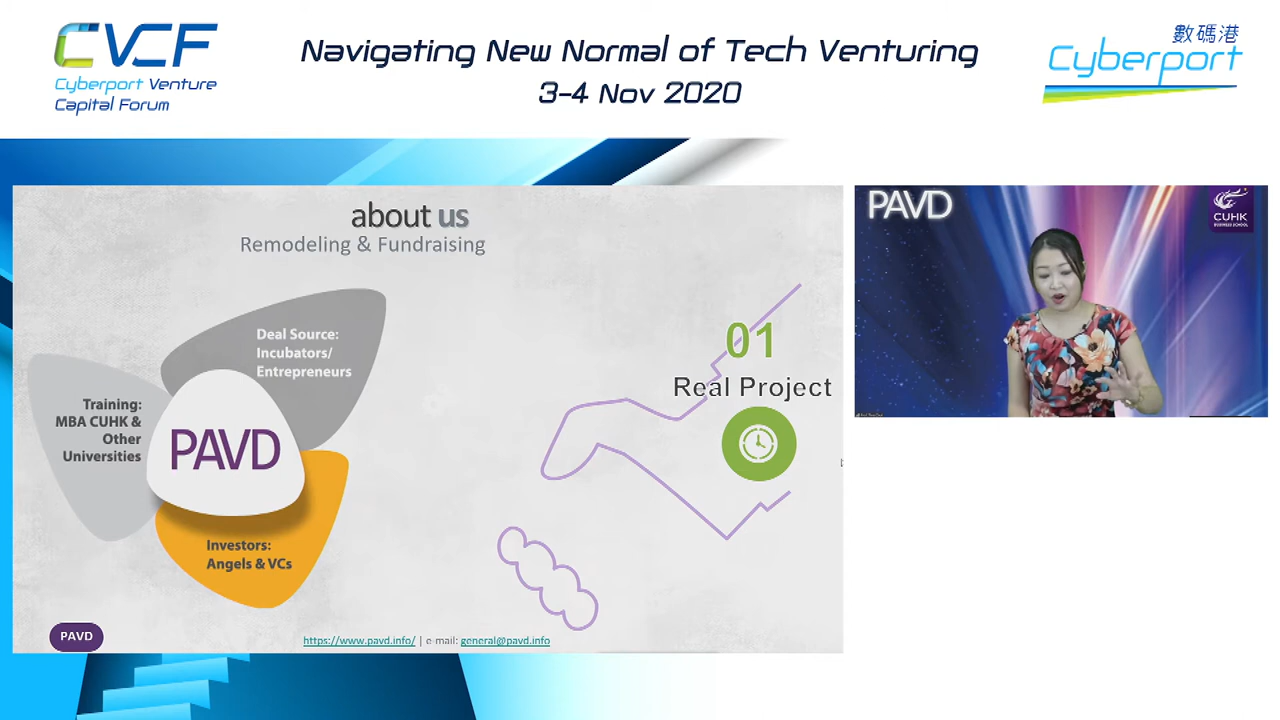 CVCF
Cyberport Venture
Capital Forum
Navigating New Normal of Tech Venturing
3-4 Nov 2020
數碼港
Cyberport
about us
Remodeling & Fundraising
Deal Source:
Incubators/
Entrepreneurs
Training:
MBA CUHK &
Other
Universities
PAVD
Investors:
Angels & VCs
01
Real Project
PAVD
https://www.pavd.info/ | e-mail: general@pavd.info
PAVD
CUHK
BUSINESS SCHOOL